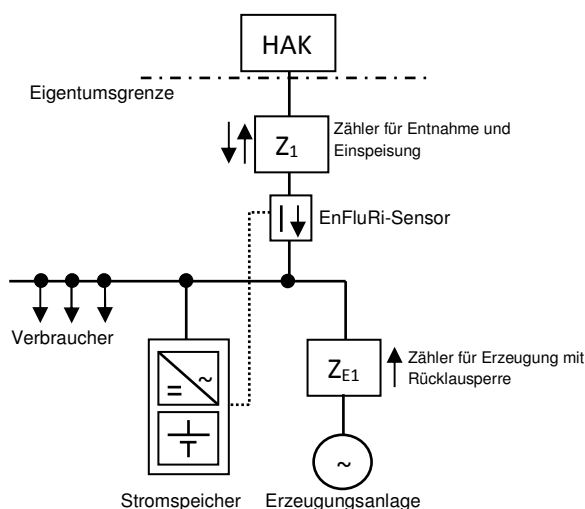 HAK
Eigentumsgrenze
Z1
Zähler für Entnahme und
Einspeisung
EnFluRi-Sensor
Verbraucher
=
~
ZE1
Zähler für Erzeugung mit
Rücklausperre
~
Stromspeicher
Erzeugungsanlage